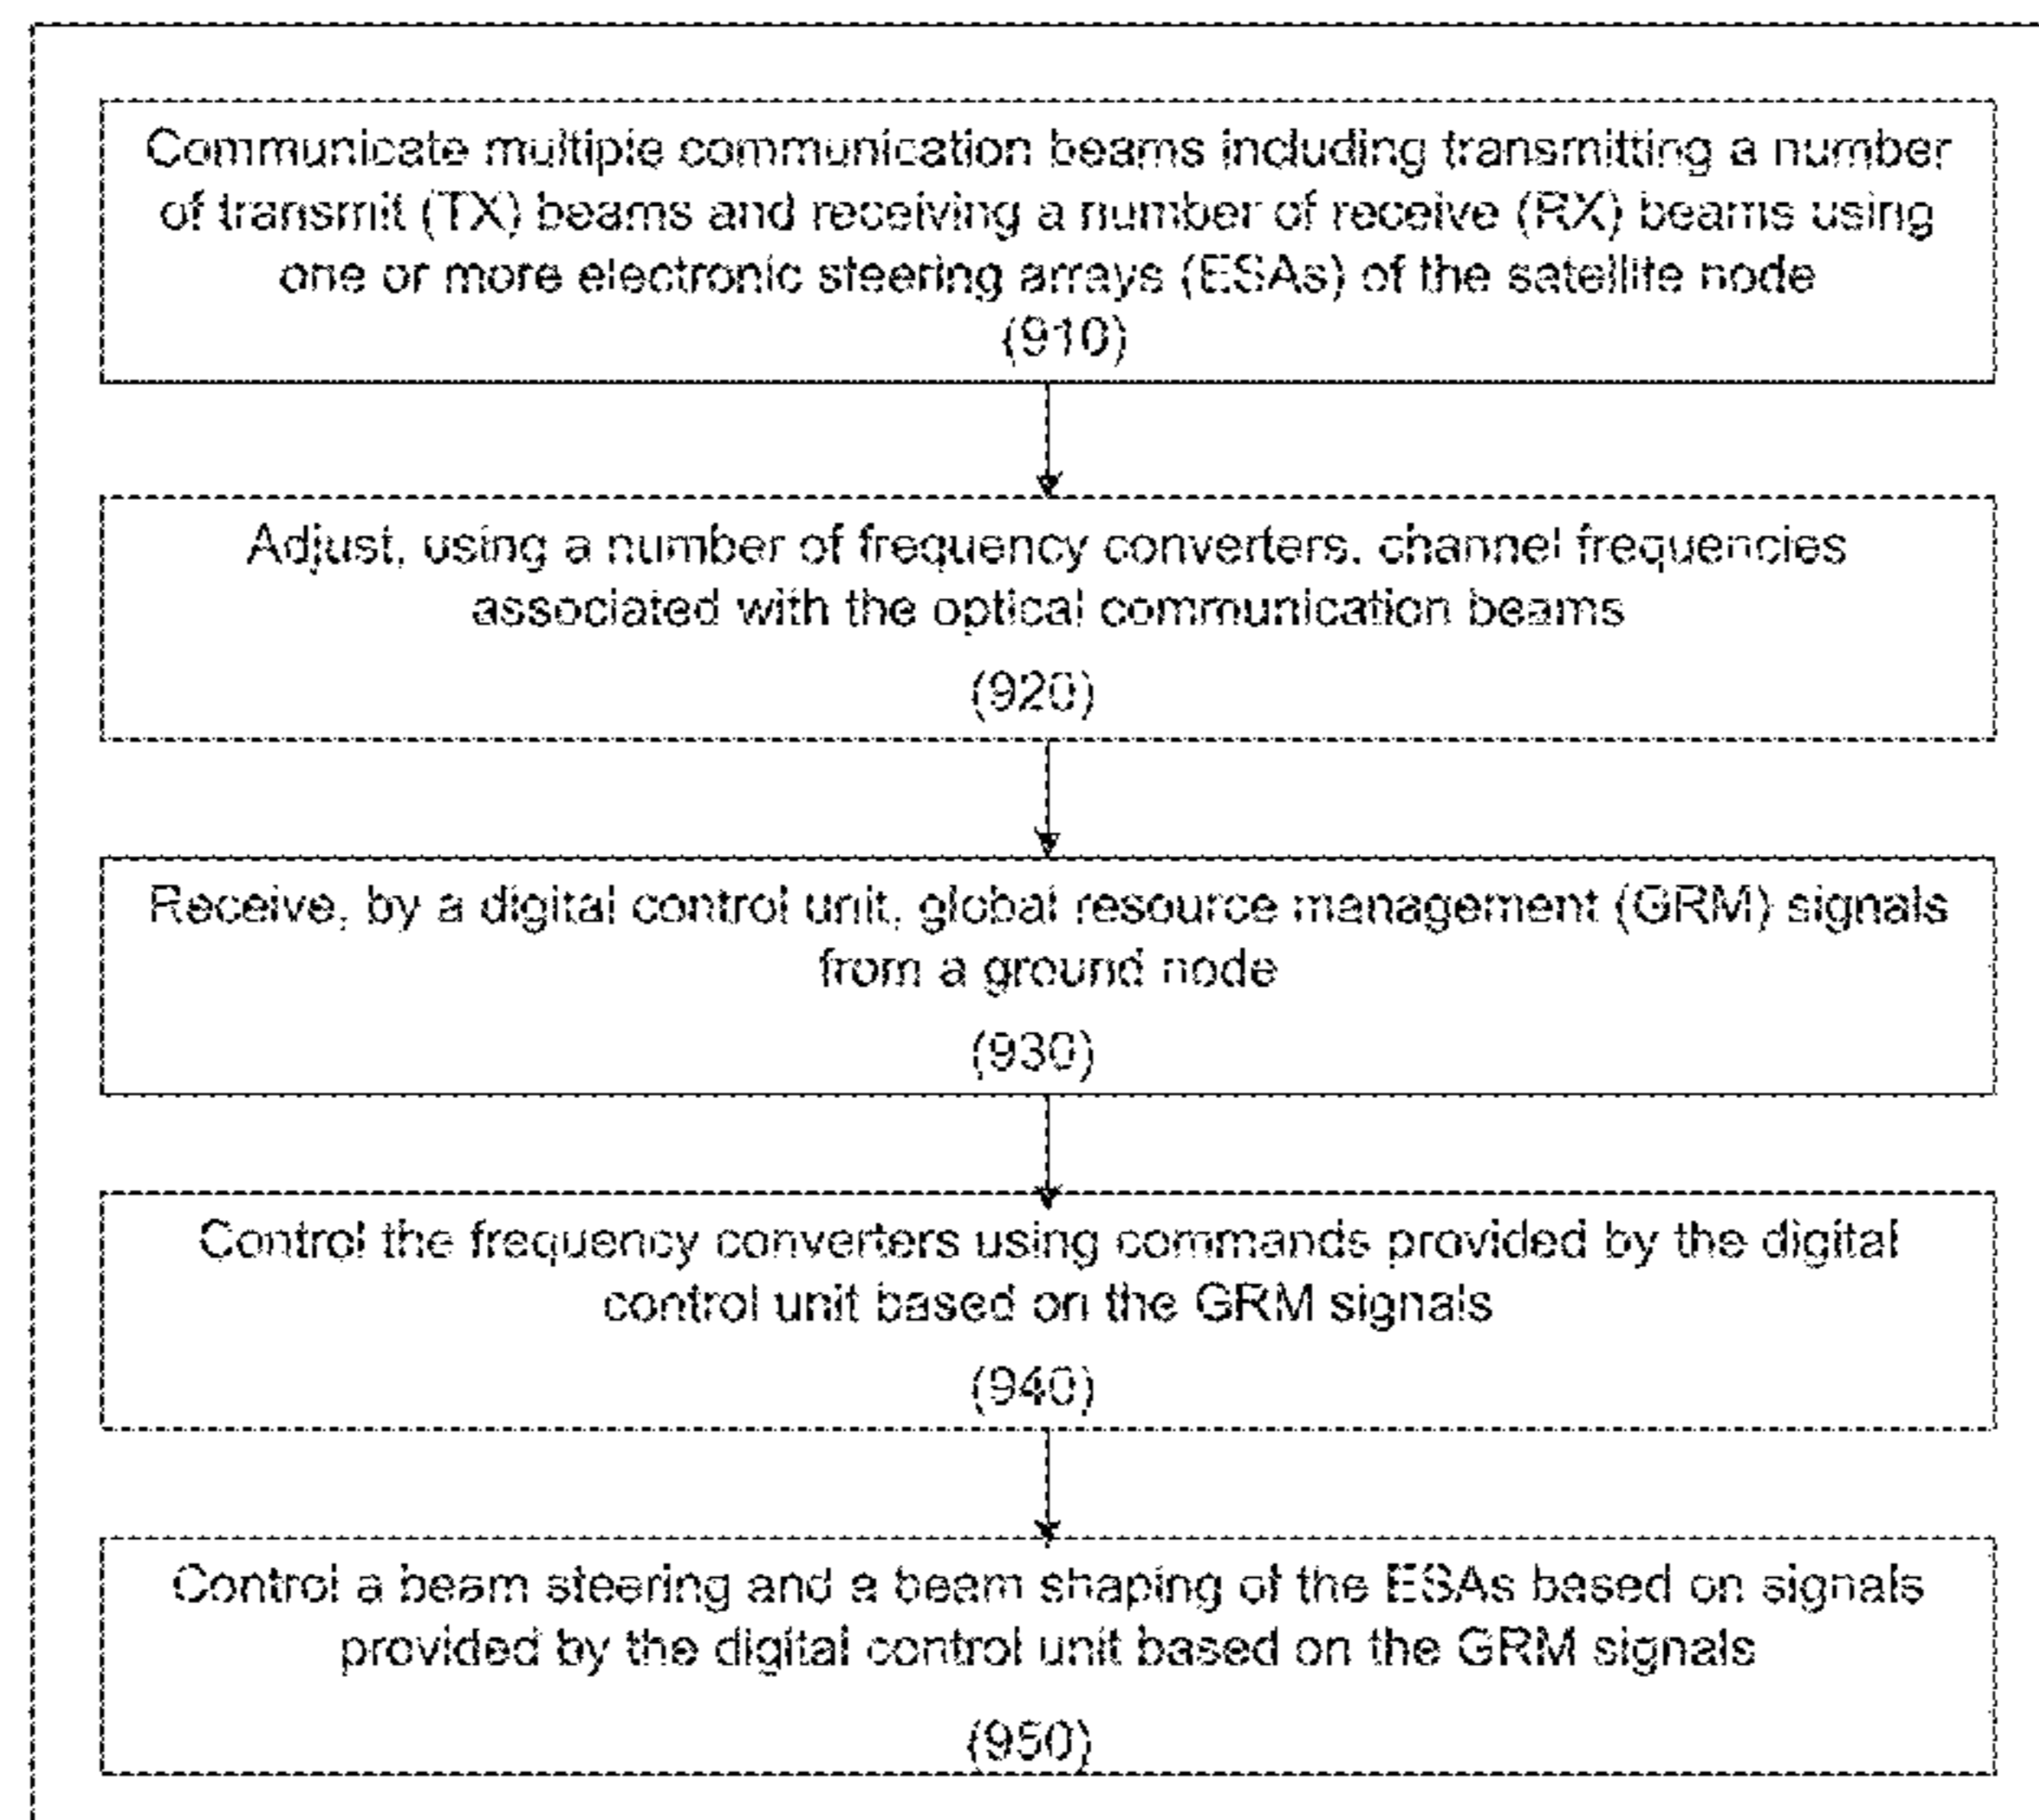 Communicate multiple communication beams including transmitting a number
of transmit (TX) beams and receiving a number of receive (RX) beams using
one or more electronic steering arrays (ESAs) of the satellite node
(910)
Adjust, using a number of frequency converters, channel frequencies
associated with the optical communication beams
(920)
Receive, by a digital control unit, global resource management (GRM) signals
from a ground node
(930)
Control the frequency converters using commands provided by the digital
control unit based on the GRM signals
(940)
Control a beam steering and a beam shaping of the ESAs based on signals
provided by the digital control unit based on the GRM signals
(950)